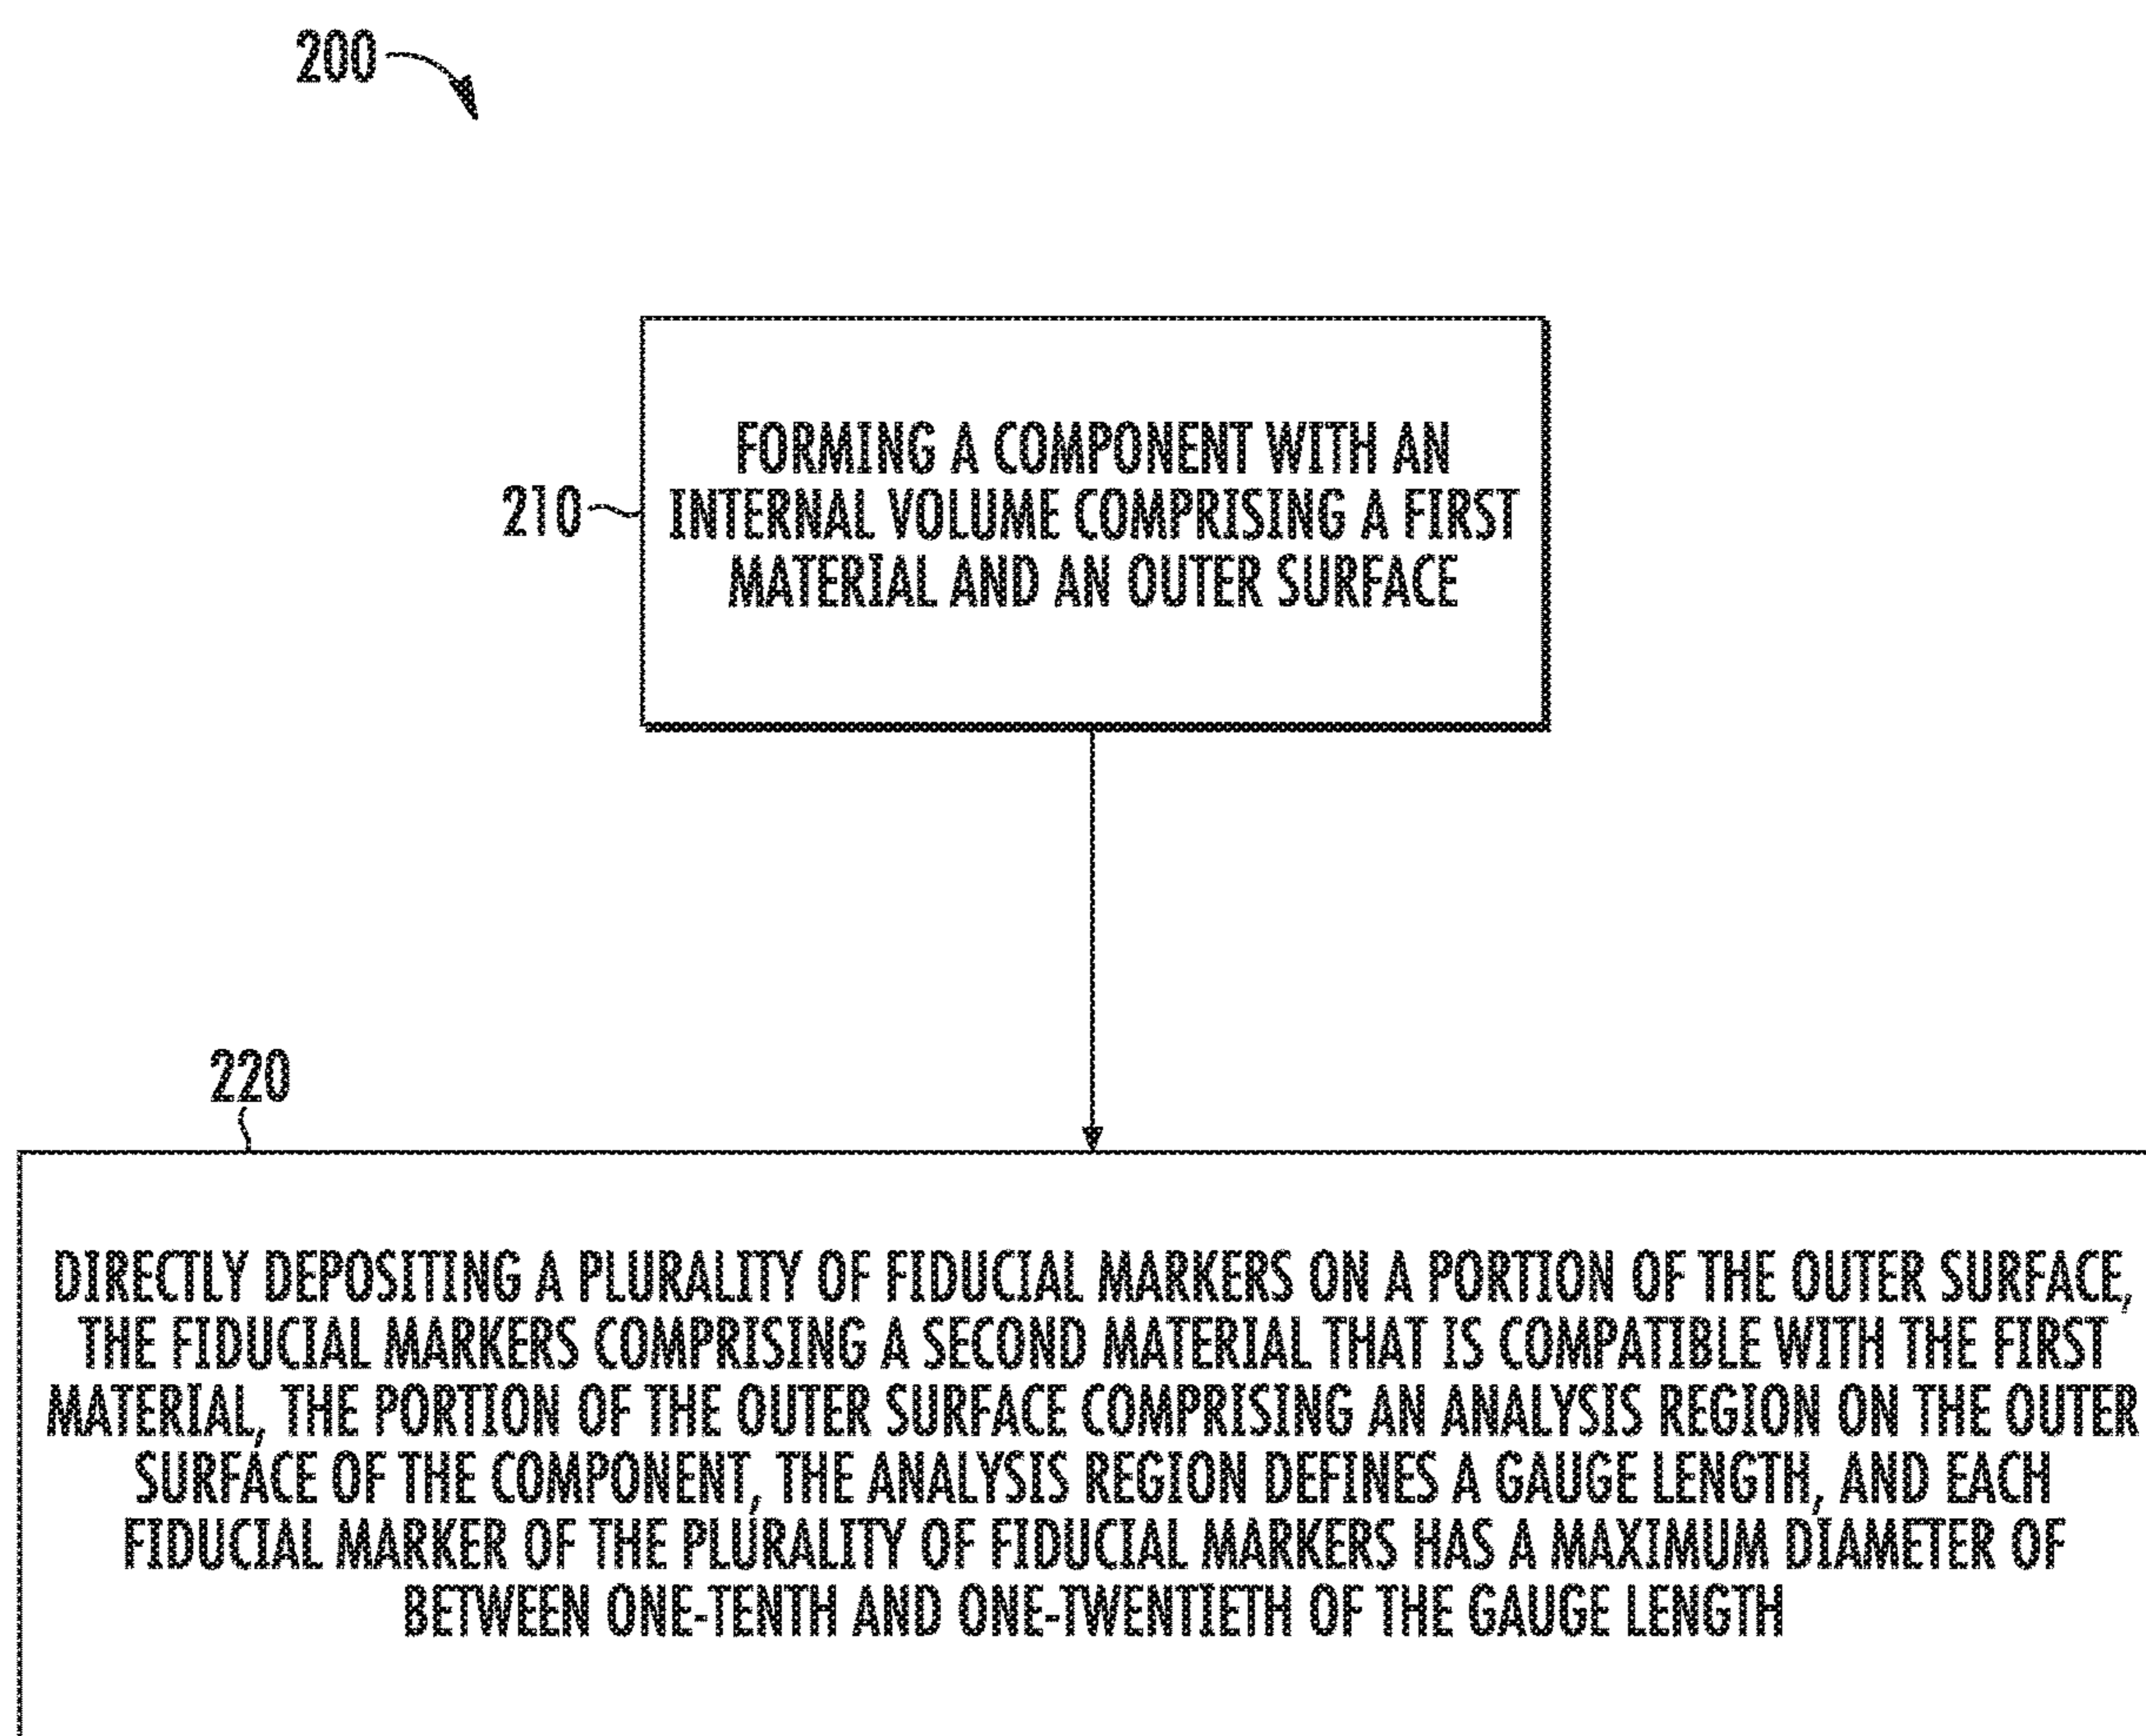 200
FORMING A COMPONENT WITH AN
210
INTERNAL VOLUME COMPRISING A FIRST
MATERIAL AND AN OUTER SURFACE
220
DIRECTLY DEPOSITING A PLURALITY OF FIDUCIAL MARKERS ON A PORTION OF THE OUTER SURFACE,
THE FIDUCIAL MARKERS COMPRISING A SECOND MATERIAL THAT IS COMPATIBLE WITH THE FIRST
MATERIAL, THE PORTION OF THE OUTER SURFACE COMPRISING AN ANALYSIS REGION ON THE OUTER
SURFACE OF THE COMPONENT, THE ANALYSIS REGION DEFINES A GAUGE LENGTH, AND EACH
FIDUCIAL MARKER OF THE PLURALITY OF FIDUCIAL MARKERS HAS A MAXIMUM DIAMETER OF
BETWEEN ONE-TENTH AND ONE-TWENTIETH OF THE GAUGE LENGTH